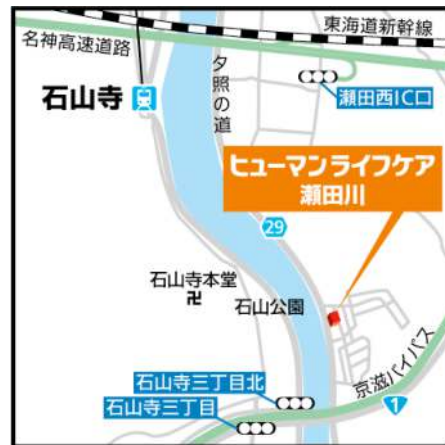 東海道新幹線
名神高速道路
夕照の道
石山寺
瀬田西IC口
ヒューマンライフケア
瀬田川
29
石山寺本堂
卍
石山公園
京滋バイパス
石山寺三丁目北
石山寺三丁目
1